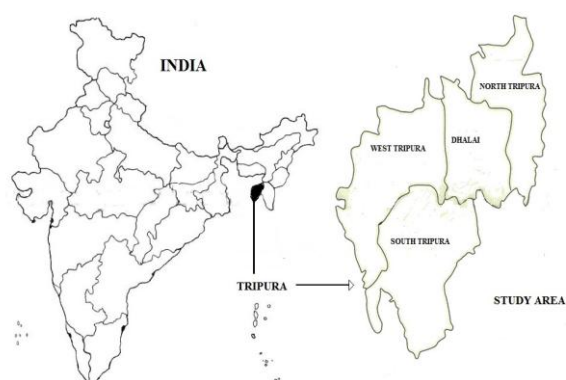 INDIA
NORTH TRIPURA
WEST TRIPURA
DHALAI
SOUTH TRIPURA
TRIPURA
STUDY AREA